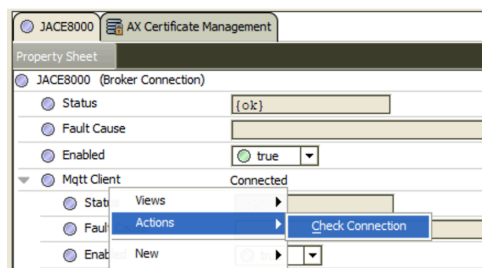 JACE8000 AX Certificate Management
Property Sheet
JACE8000 (Broker Connection)
Status {ok}
Fault Cause
Enabled true
Mqtt Client Connected
Views
Actions Check Connection
New